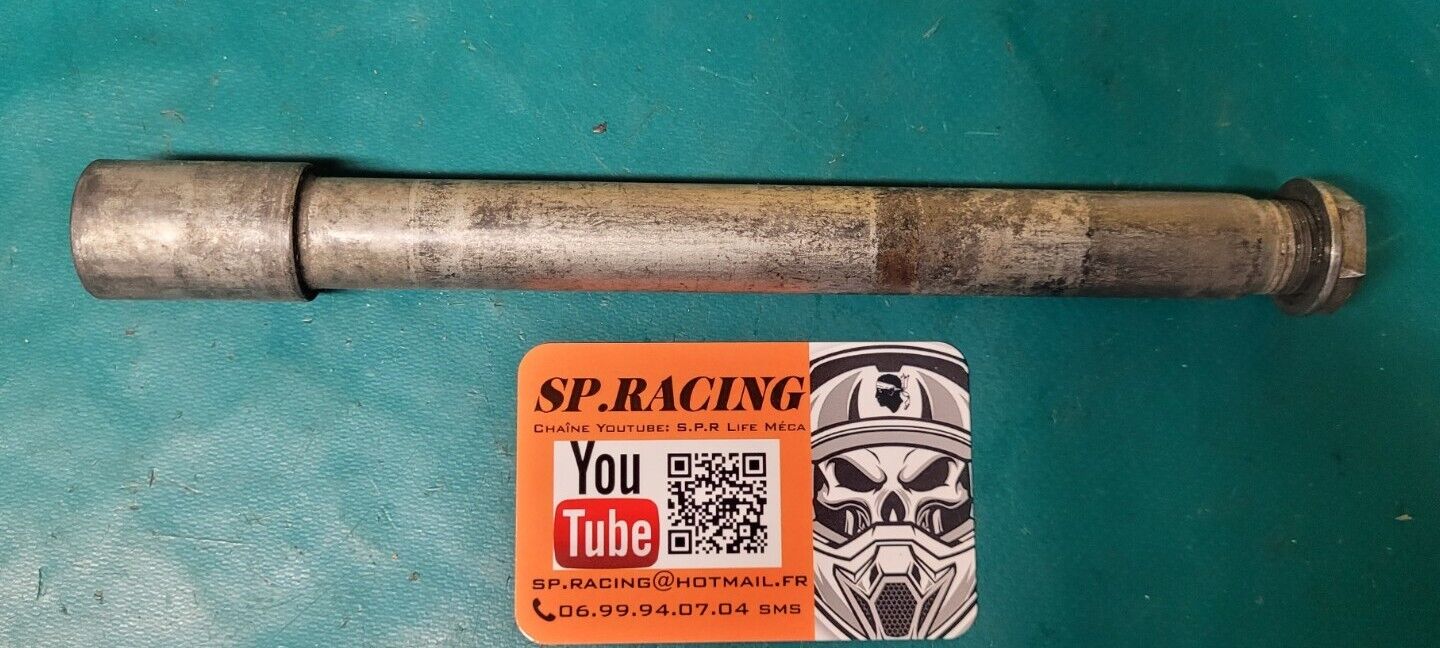 SP.RACING
CHAÎNE YOUTUBE: S.P.R LIFE MÉCA
You
Tube
SP.RACING@HOTMAIL.FR
06.99.94.07.04 SMS